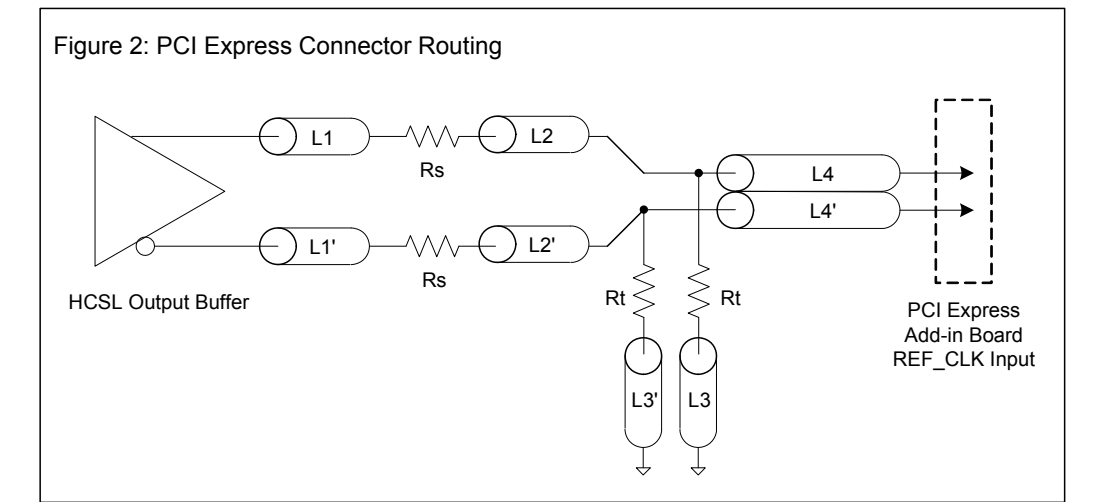 Figure 2: PCI Express Connector Routing
L1
Rs
L2
L4
L4'
L1'
Rs
L2'
HCSL Output Buffer
Rt
Rt
L3'
L3
PCI Express
Add-in Board
REF_CLK Input